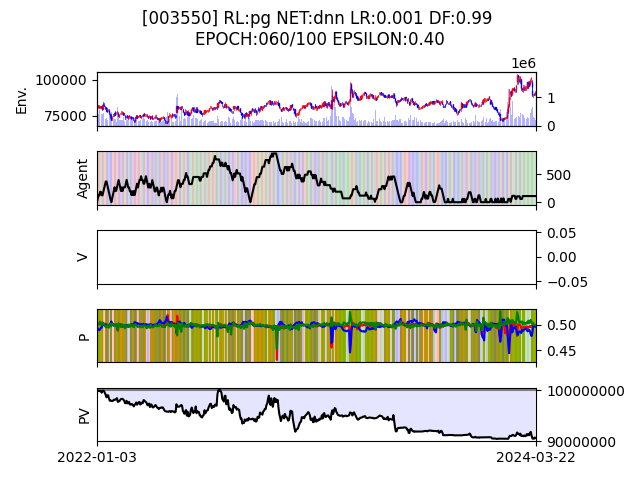 [003550] RL:pg NET:dnn LR:0.001 DF:0.99
EPOCH:060/100 EPSILON:0.40
1e6
Env.
100000
75000
1
0
Agent
500
0
V
0.05
0.00
−0.05
P
0.50
0.45
PV
100000000
90000000
2022-01-03
2024-03-22